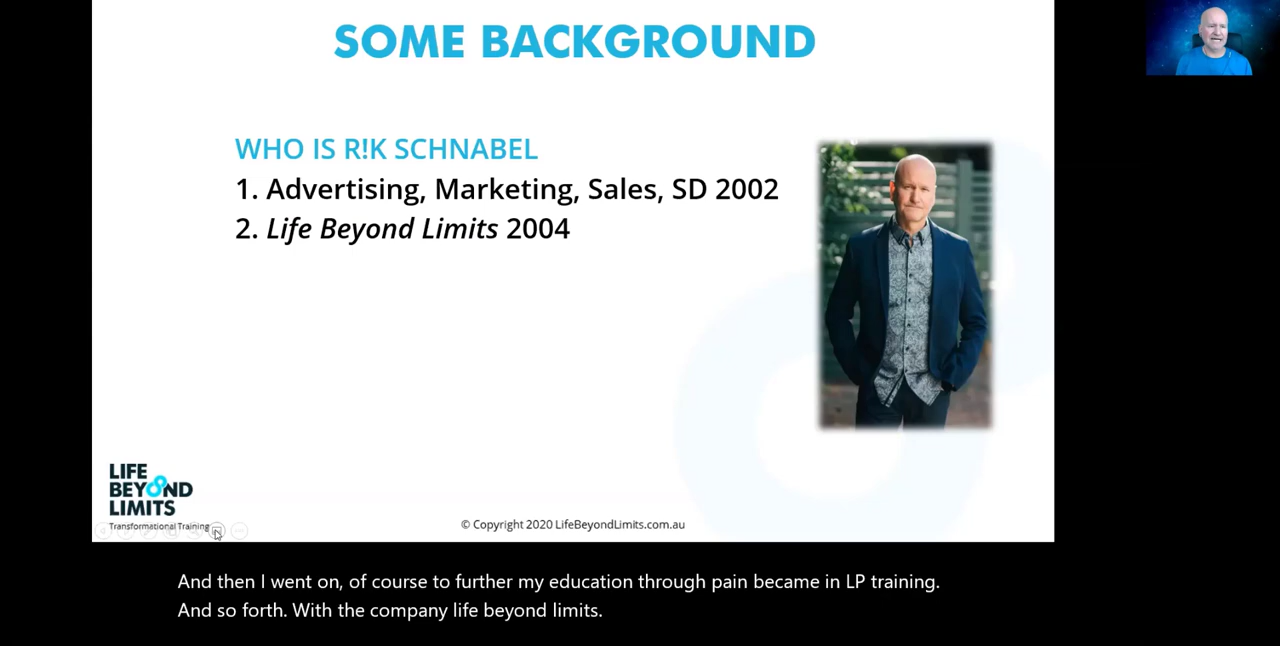 SOME BACKGROUND
WHO IS R!K SCHNABEL
1. Advertising, Marketing, Sales, SD 2002
2. Life Beyond Limits 2004
LIFE
BEYOND
LIMITS
Transformational Training
© Copyright 2020 LifeBeyondLimits.com.au
And then I went on, of course to further my education through pain became in LP training.
And so forth. With the company life beyond limits.